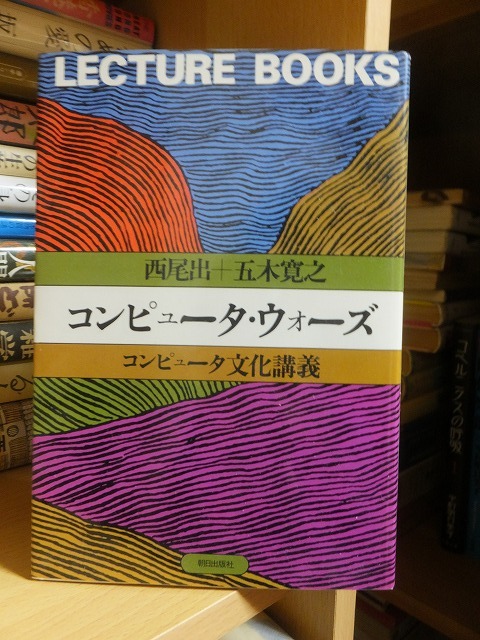 LECTURE BOOKS
西尾出+五木寛之
コンピュータ・ウォーズ
コンピュータ文化講義
朝日出版社